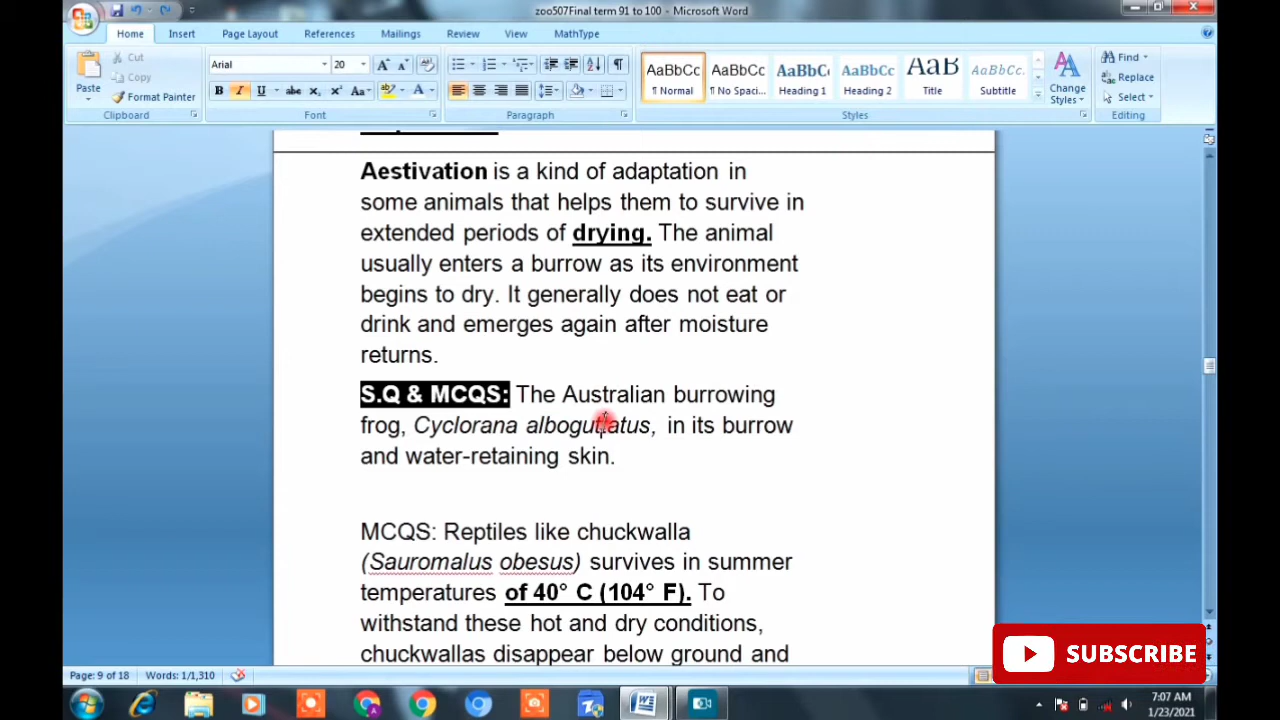 zoo507Final term 91 to 100 - Microsoft Word
Home Insert Page Layout References Mailings Review View MathType
Paste
Cut
Copy
Format Painter
Clipboard
Arial 20
Font
Paragraph
AaBbCc AaBbCc AaBbC AaBbCc AaB AaBbCc
¶ Normal ¶ No Spaci... Heading 1 Heading 2 Title Subtitle
Change Styles
Styles
Find
Replace
Select
Editing
Aestivation is a kind of adaptation in
some animals that helps them to survive in
extended periods of drying. The animal
usually enters a burrow as its environment
begins to dry. It generally does not eat or
drink and emerges again after moisture
returns.
S.Q & MCQS: The Australian burrowing
frog, Cyclorana alboguttatus, in its burrow
and water-retaining skin.
MCQS: Reptiles like chuckwalla
(Sauromalus obesus) survives in summer
temperatures of 40° C (104° F). To
withstand these hot and dry conditions,
chuckwallas disappear below ground and
SUBSCRIBE
Page: 9 of 18 Words: 1/1,310
7:07 AM
1/23/2021